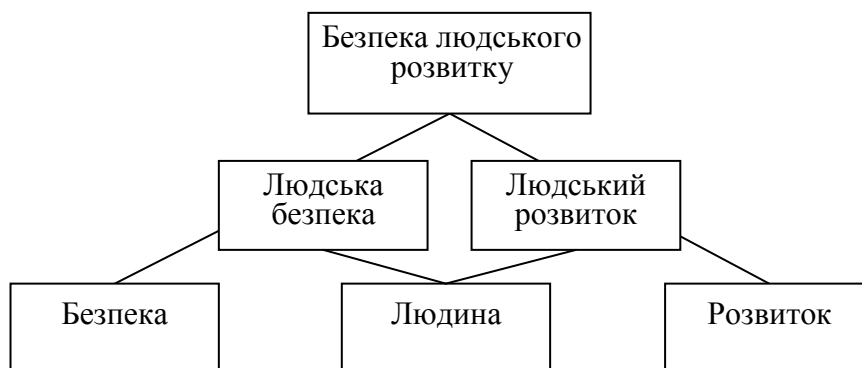 Безпека людського
розвитку
Людська
безпека
Людський
розвиток
Безпека
Людина
Розвиток